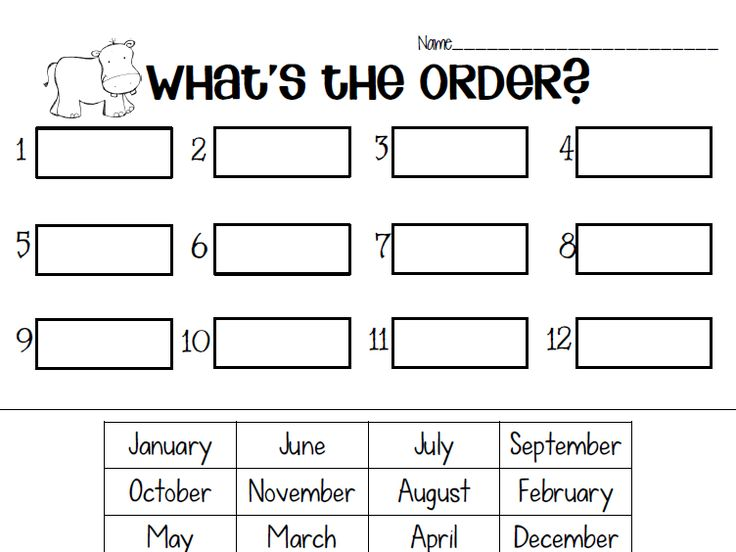 Name_______________________
What's the Order?
1 2 3 4
5 6 7 8
9 10 11 12
January June July September
October November August February
May March April December